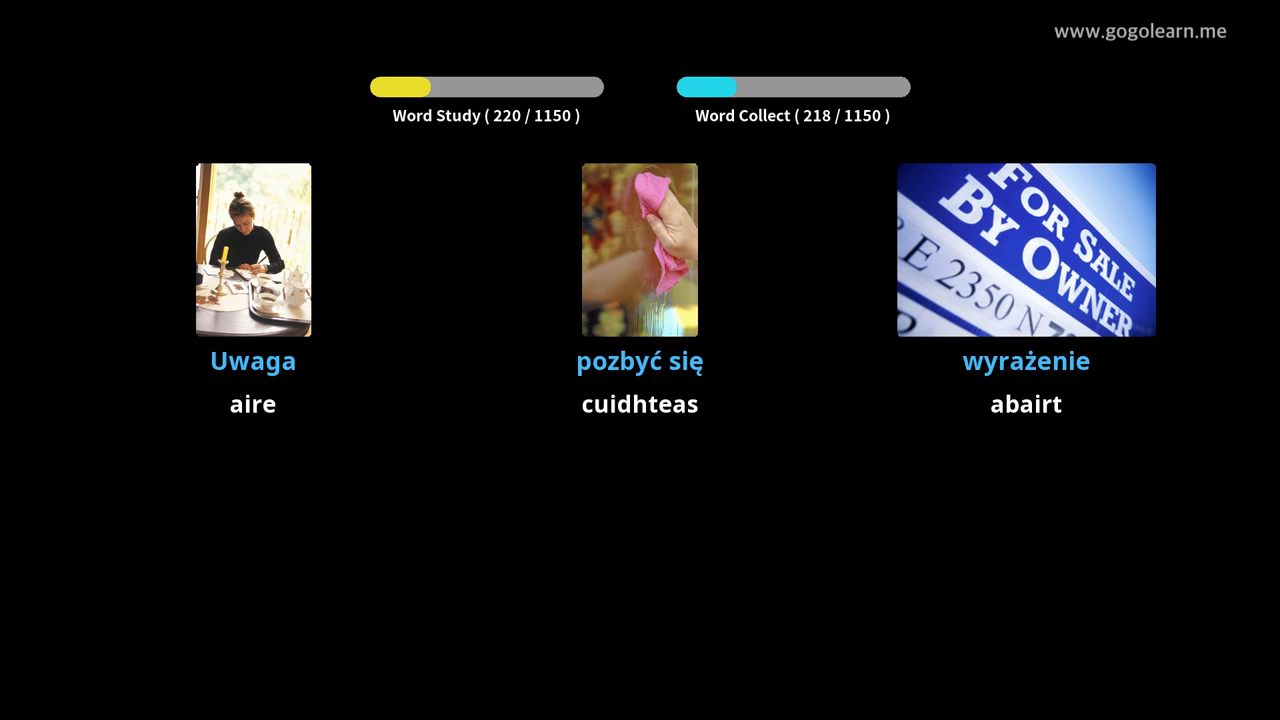 www.gogolearn.me
Word Study ( 220 / 1150 )
Word Collect ( 218 / 1150 )
FOR SALE
BY OWNER
E 2350 N
Uwaga
pozbyć się
wyrażenie
aire
cuidhteas
abairt